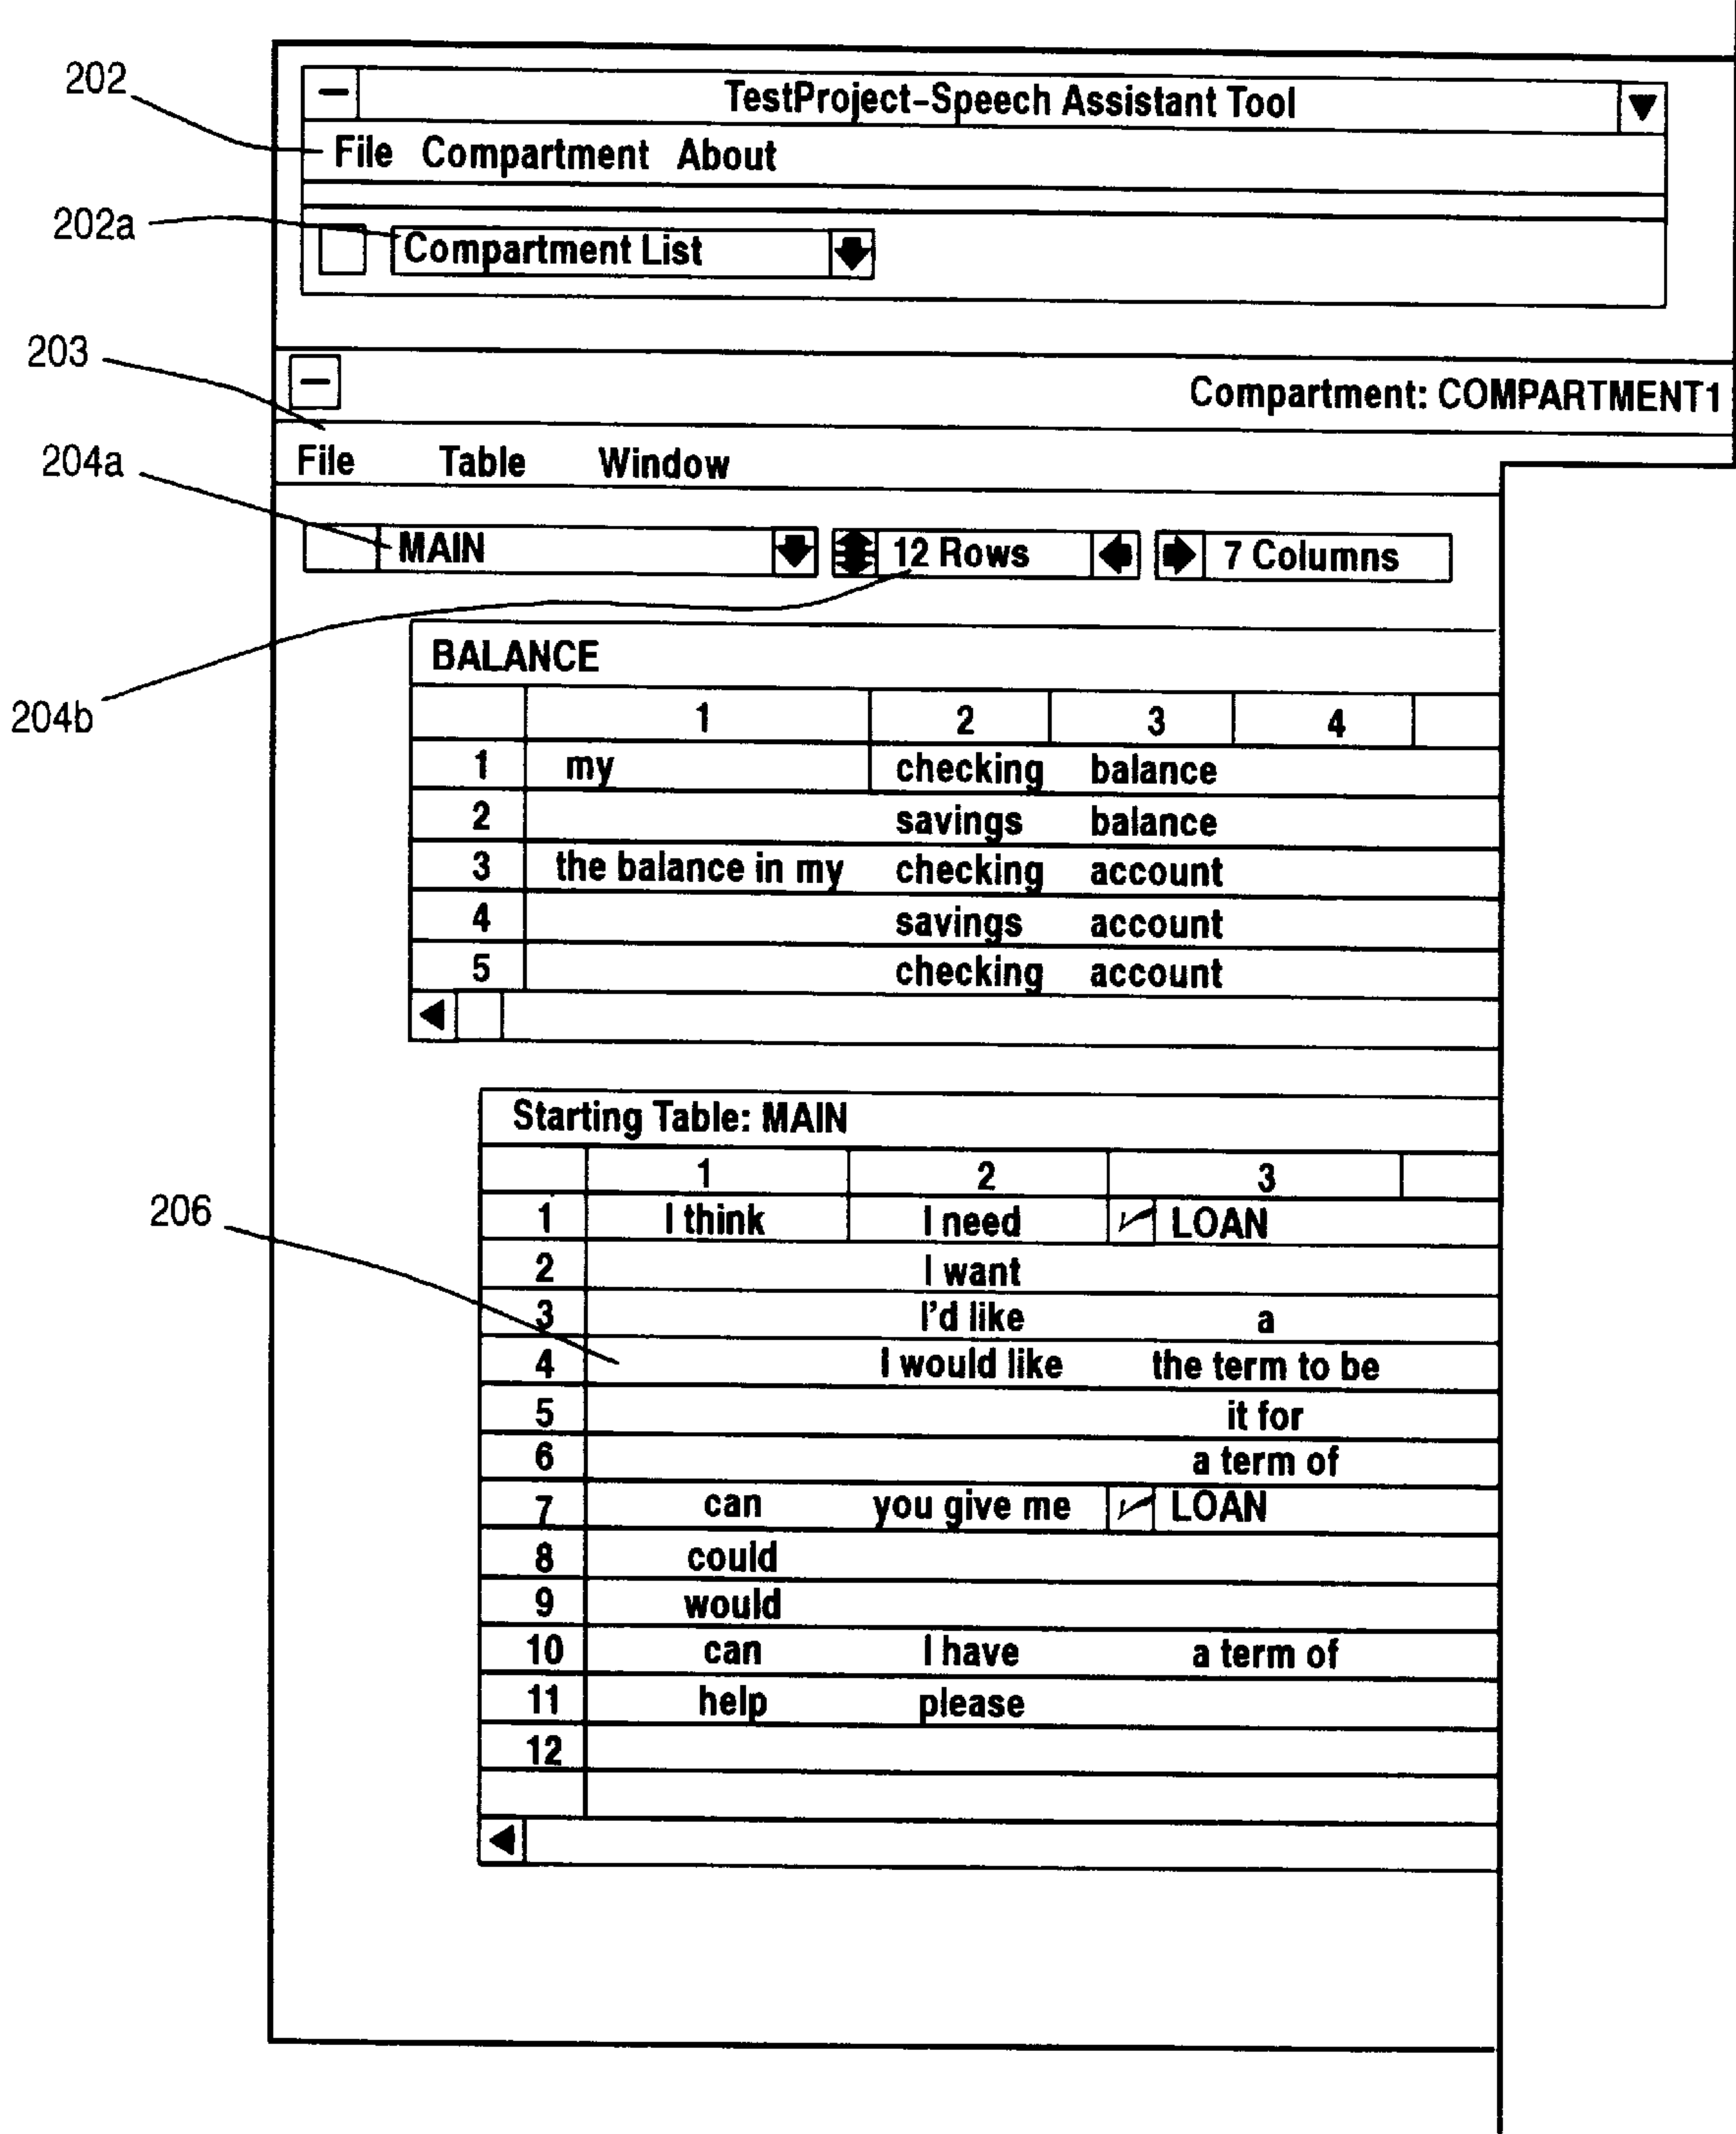 202
TestProject-Speech Assistant Tool
File Compartment About
202a
Compartment List
203
Compartment: COMPARTMENT1
204a
File Table Window
MAIN 12 Rows 7 Columns
204b
BALANCE
1 2 3 4
1 my checking balance
2 savings balance
3 the balance in my checking account
4 savings account
5 checking account
Starting Table: MAIN
1 2 3
206
1 I think I need LOAN
2 I want
3 I'd like a
4 I would like the term to be
5 it for
6 a term of
7 can you give me LOAN
8 could
9 would
10 can I have a term of
11 help please
12